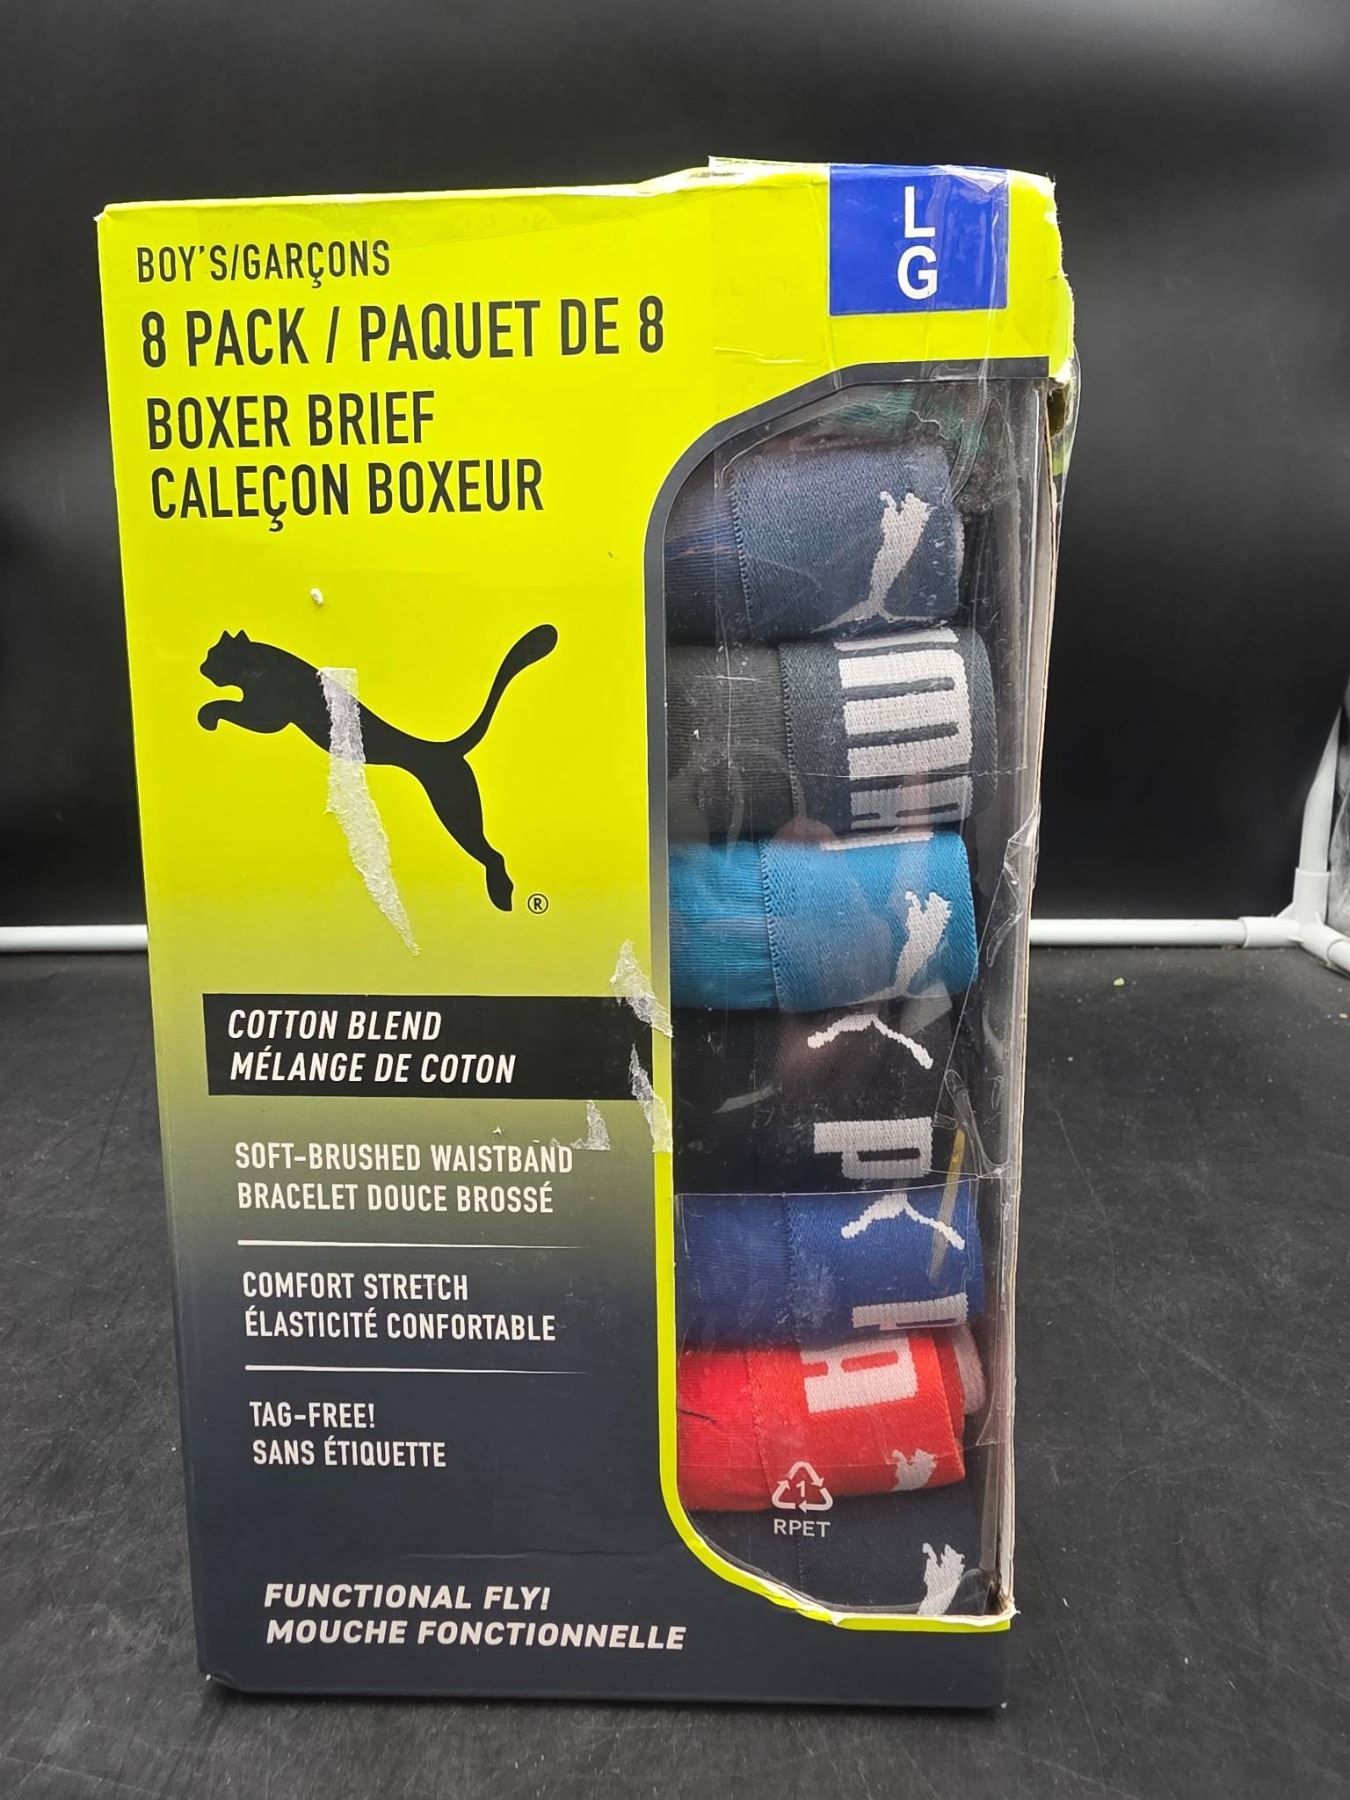 BOY'S/GARÇONS
8 PACK / PAQUET DE 8
BOXER BRIEF
CALEÇON BOXEUR
L
G
®
COTTON BLEND
MÉLANGE DE COTON
SOFT-BRUSHED WAISTBAND
BRACELET DOUCE BROSSÉ
COMFORT STRETCH
ÉLASTICITÉ CONFORTABLE
TAG-FREE!
SANS ÉTIQUETTE
1
RPET
FUNCTIONAL FLY!
MOUCHE FONCTIONNELLE